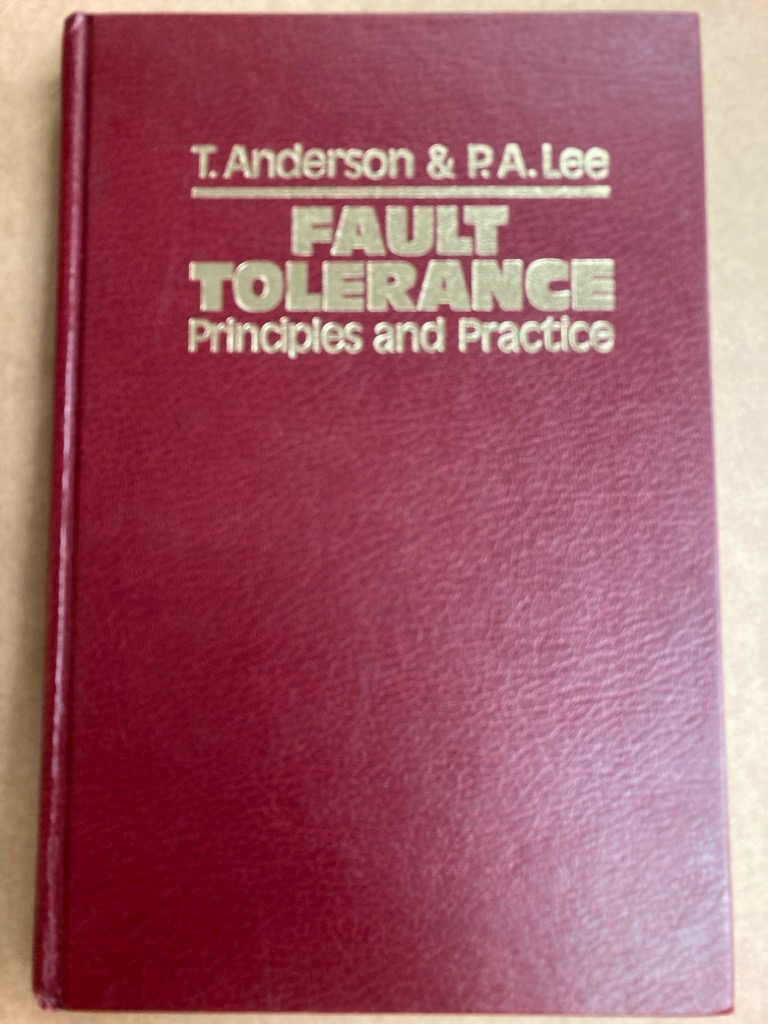 T. Anderson & P. A. Lee
FAULT
TOLERANCE
Principles and Practice